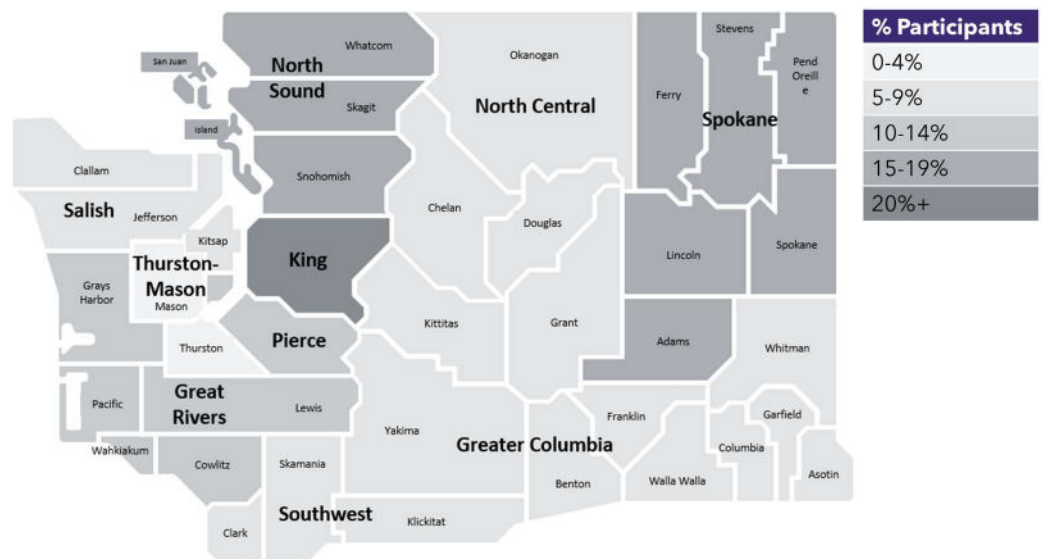 % Participants
0-4%
5-9%
10-14%
15-19%
20%+
Whatcom
San Juan
North
Sound
Skagit
Island
Snohomish
Okanogan
North Central
Ferry
Stevens
Pend
Oreill
e
Spokane
Clallam
Salish
Jefferson
Kitsap
Chelan
Douglas
Lincoln
Spokane
King
Thurston-
Mason
Mason
Grays
Harbor
Kittitas
Grant
Adams
Whitman
Thurston
Pierce
Great
Rivers
Lewis
Pacific
Wahkiakum
Cowlitz
Skamania
Clark
Southwest
Klickitat
Yakima
Greater Columbia
Franklin
Benton
Walla Walla
Columbia
Garfield
Asotin